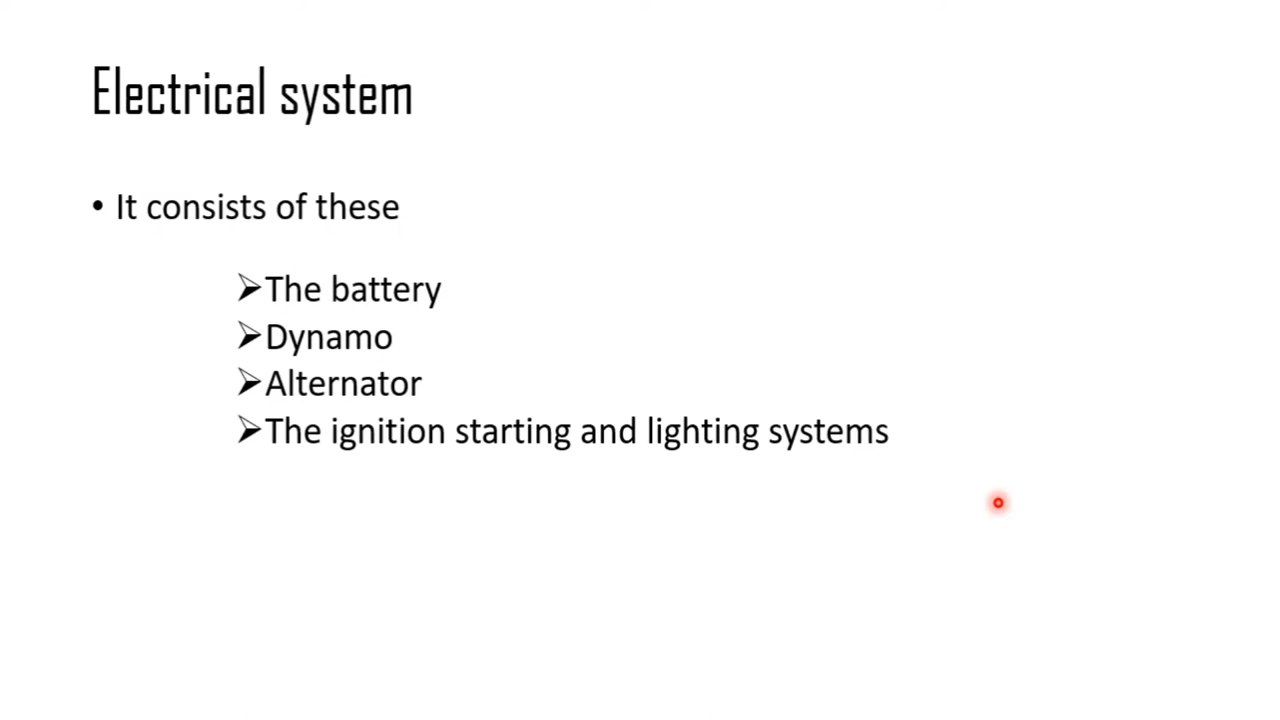 Electrical system
• It consists of these
➢The battery
➢Dynamo
➢Alternator
➢The ignition starting and lighting systems